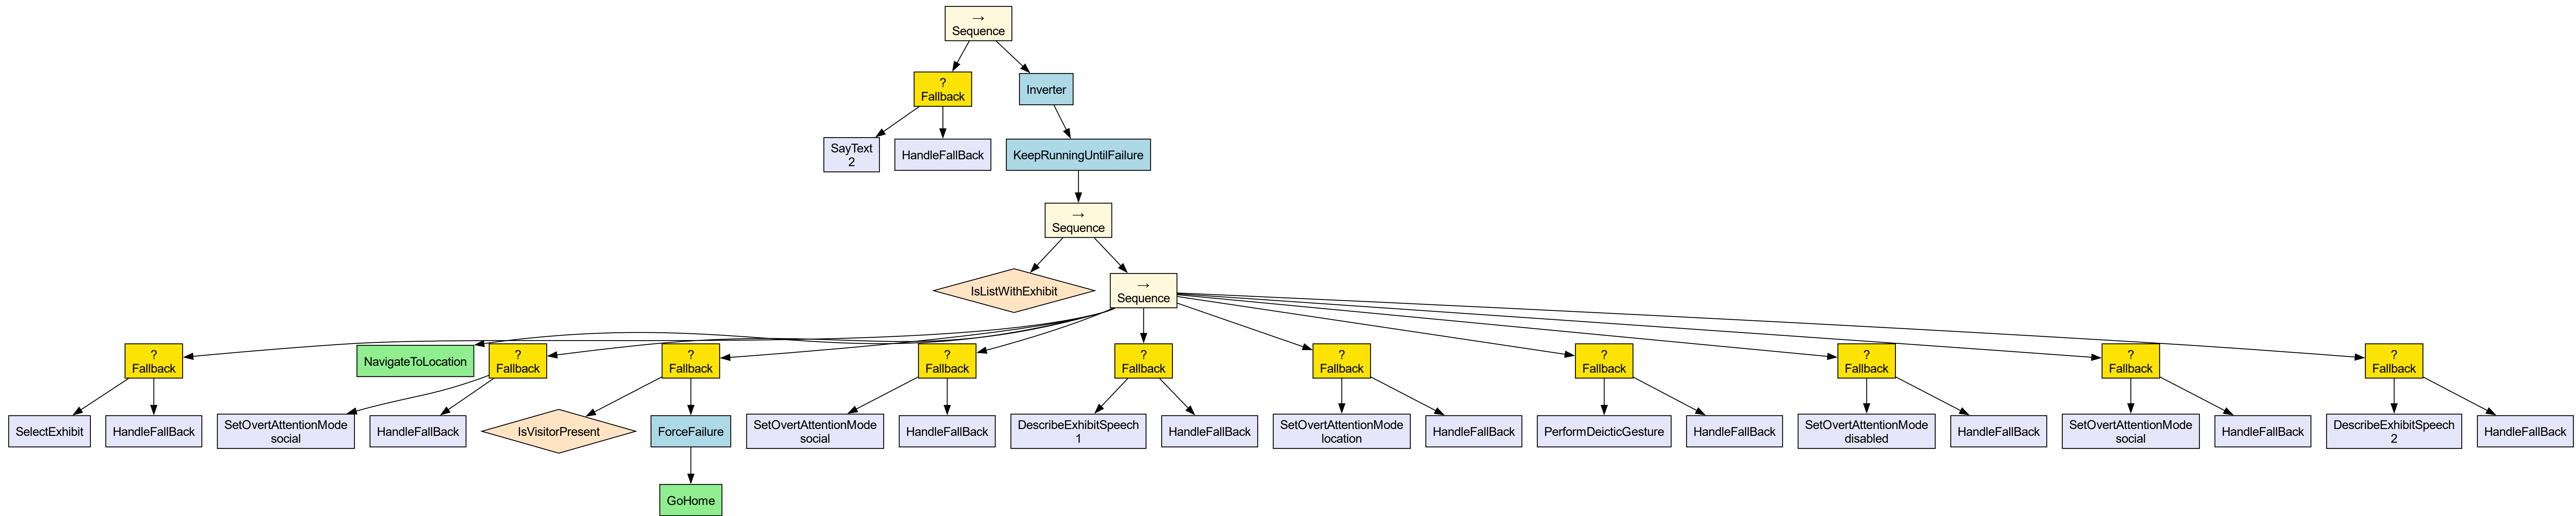 →
Sequence
?
Fallback
Inverter
SayText
2
HandleFallBack
KeepRunningUntilFailure
→
Sequence
IsListWithExhibit
→
Sequence
?
Fallback
NavigateToLocation
?
Fallback
?
Fallback
?
Fallback
?
Fallback
?
Fallback
?
Fallback
?
Fallback
?
Fallback
?
Fallback
SelectExhibit
HandleFallBack
SetOvertAttentionMode
social
HandleFallBack
IsVisitorPresent
ForceFailure
SetOvertAttentionMode
social
HandleFallBack
DescribeExhibitSpeech
1
HandleFallBack
SetOvertAttentionMode
location
HandleFallBack
PerformDeicticGesture
HandleFallBack
SetOvertAttentionMode
disabled
HandleFallBack
SetOvertAttentionMode
social
HandleFallBack
DescribeExhibitSpeech
2
HandleFallBack
GoHome